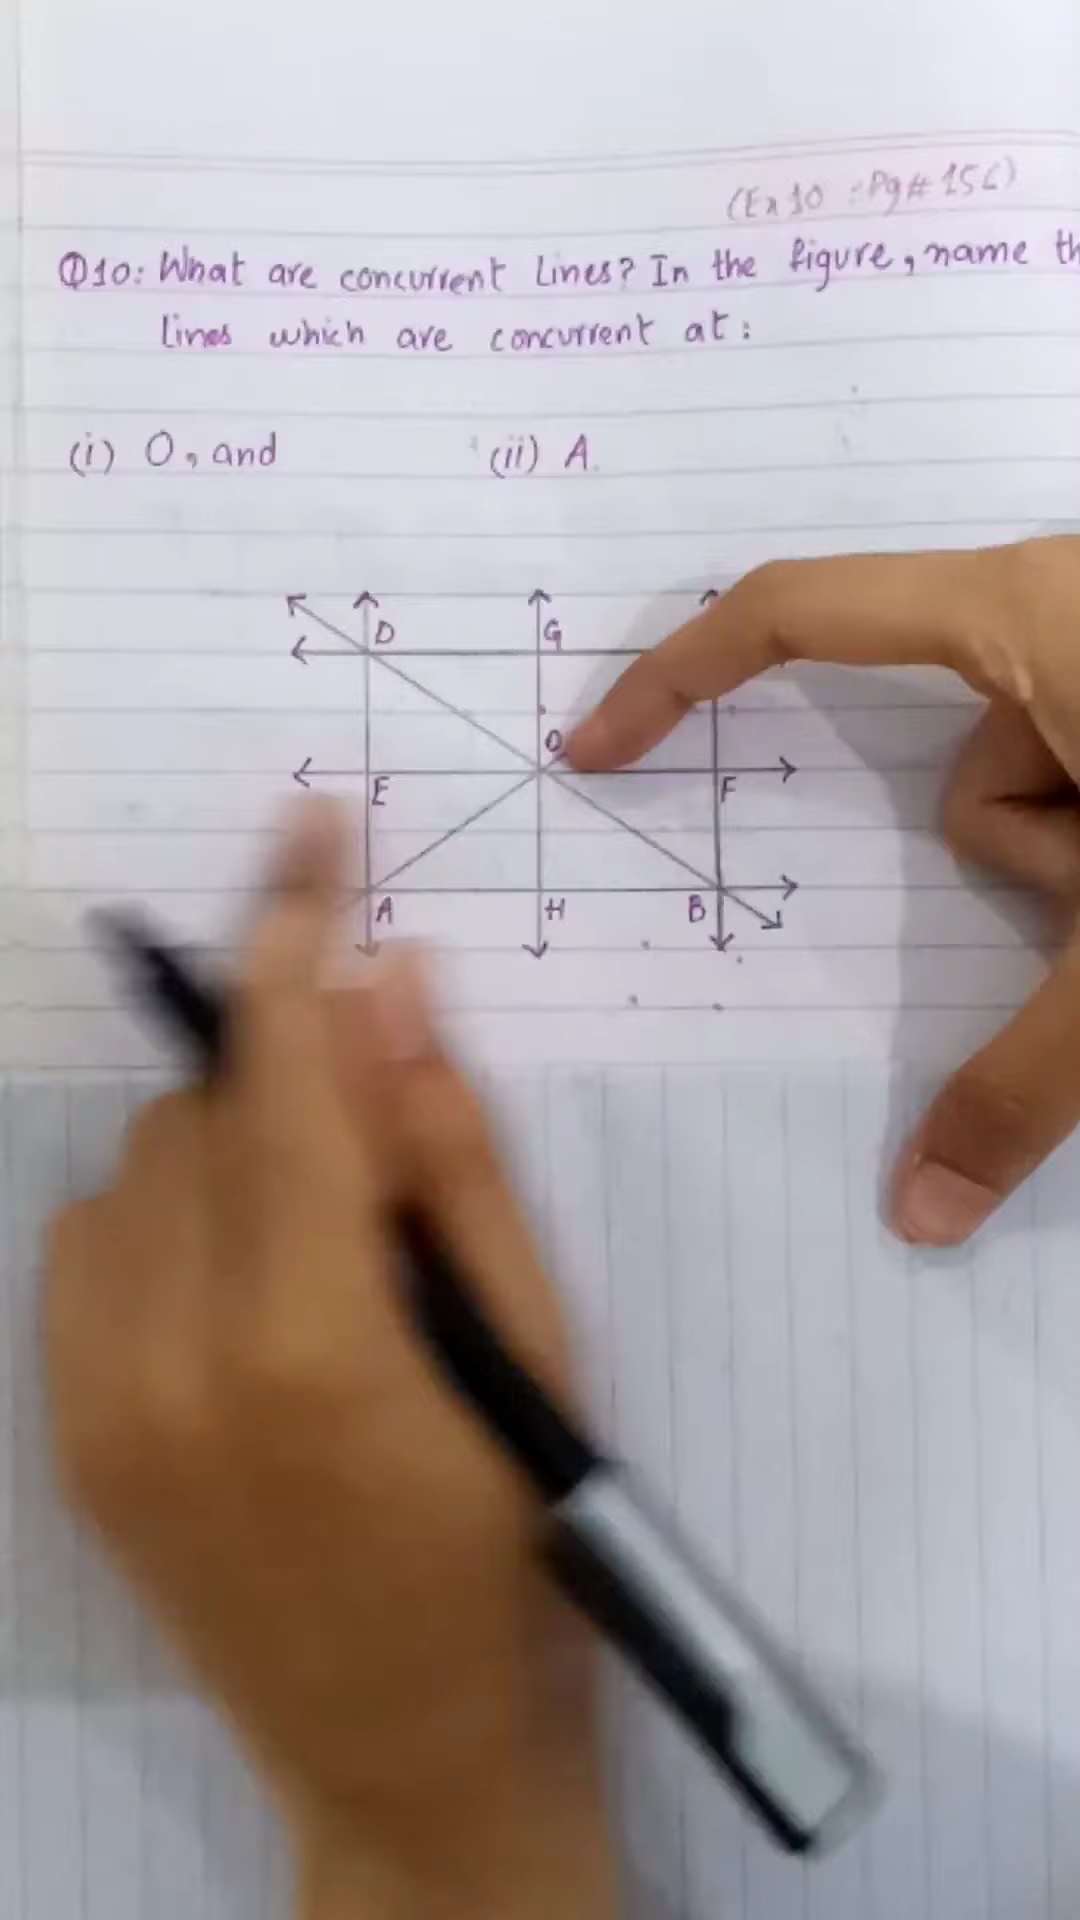 (Ex 10 : Pg# 156)
Q10: What are concurrent Lines? In the figure, name
lines which are concurrent at:
(i) O, and (ii) A.
D G
O
E F
A H B